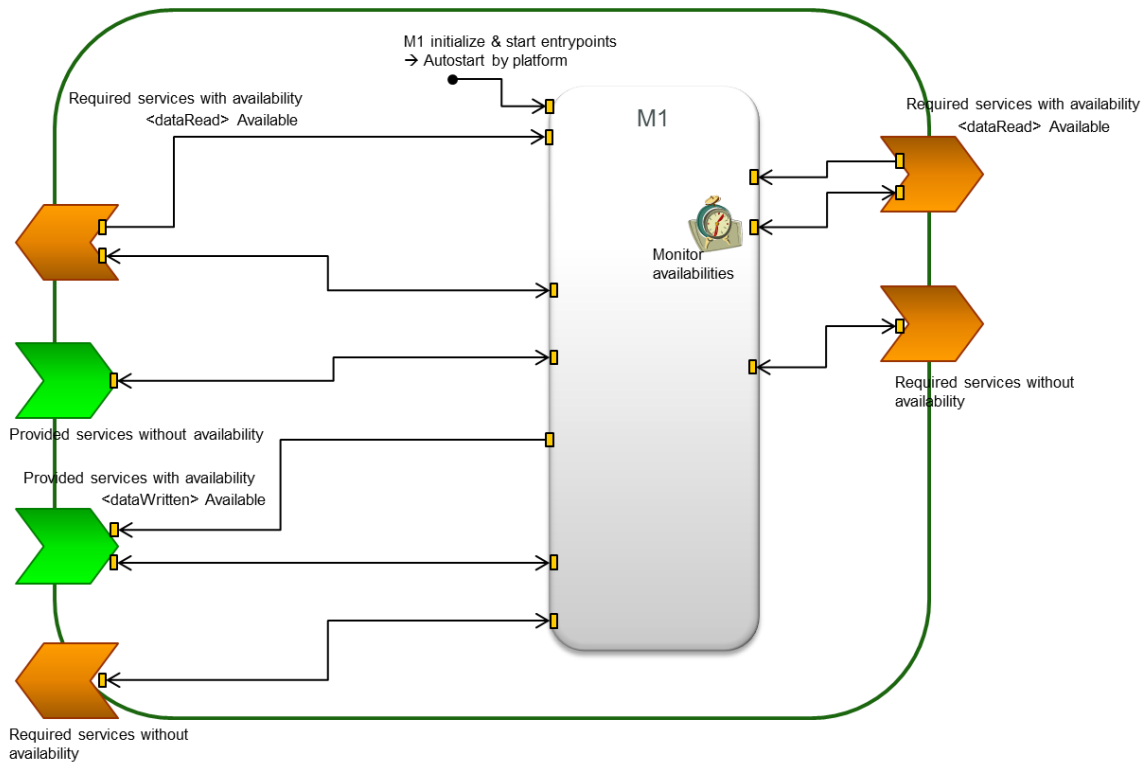 M1 initialize & start entrypoints
→ Autostart by platform
Required services with availability
<dataRead> Available
M1
Required services with availability
<dataRead> Available
Monitor
availabilities
Required services without
availability
Provided services without availability
Provided services with availability
<dataWritten> Available
Required services without
availability